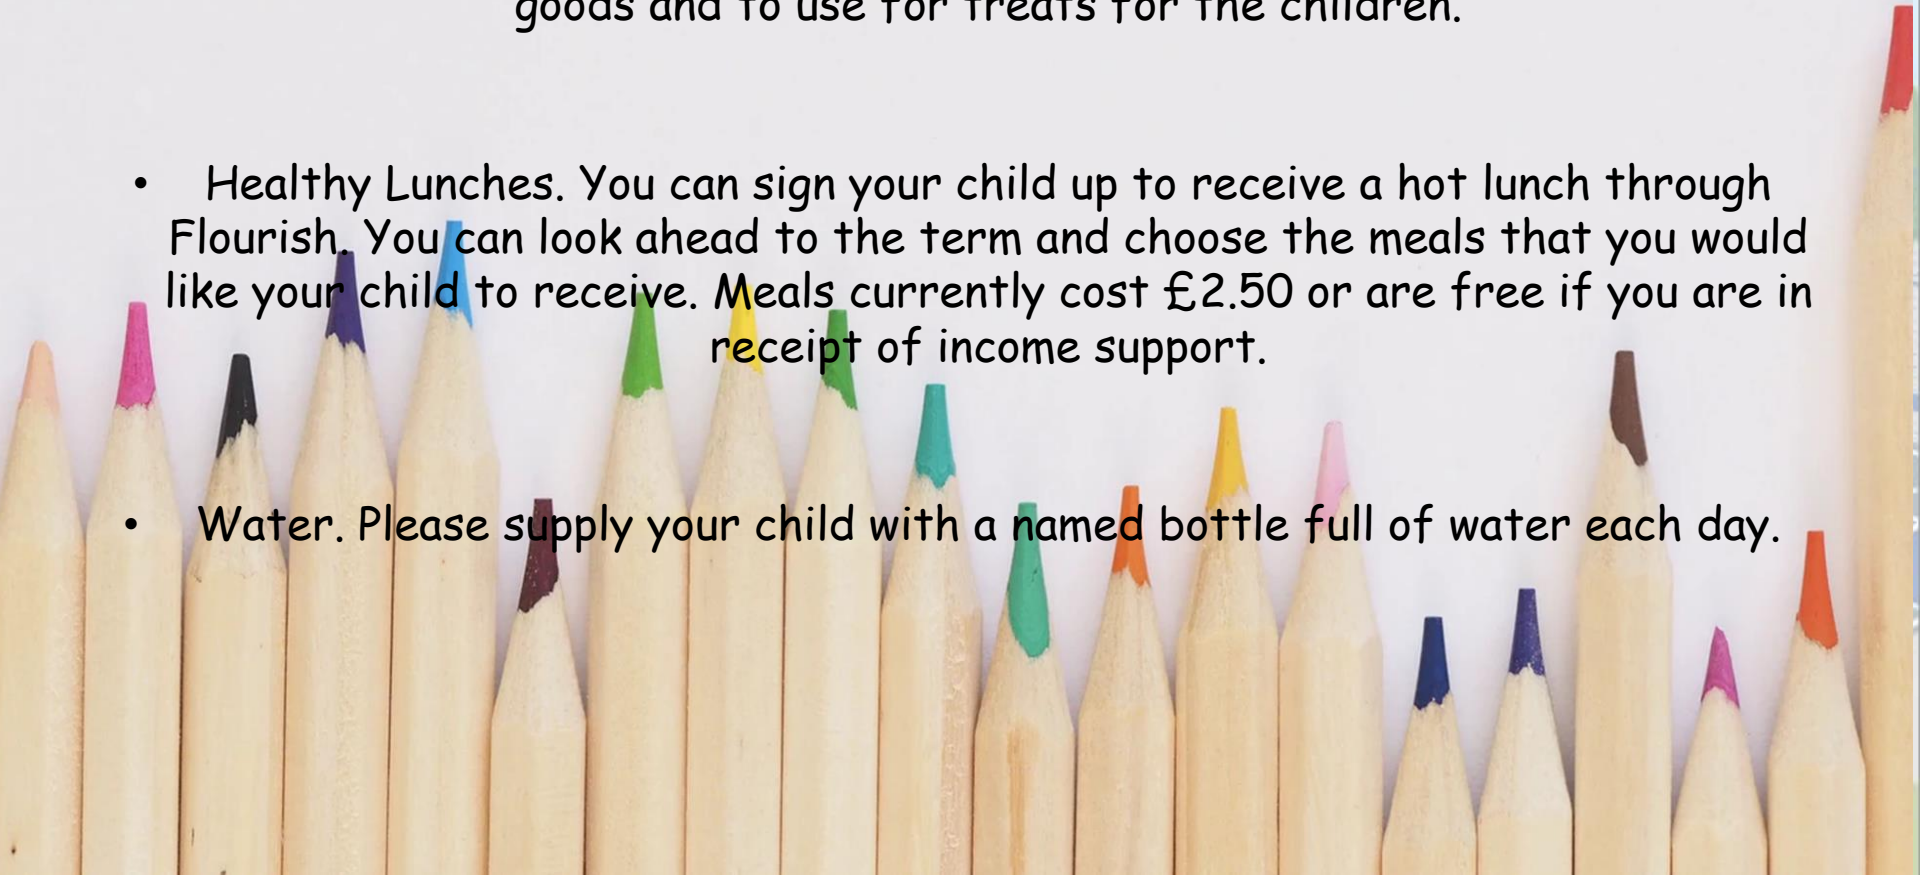 goods and to use for treats for the children.
• Healthy Lunches. You can sign your child up to receive a hot lunch through
Flourish. You can look ahead to the term and choose the meals that you would
like your child to receive. Meals currently cost £2.50 or are free if you are in
receipt of income support.
• Water. Please supply your child with a named bottle full of water each day.